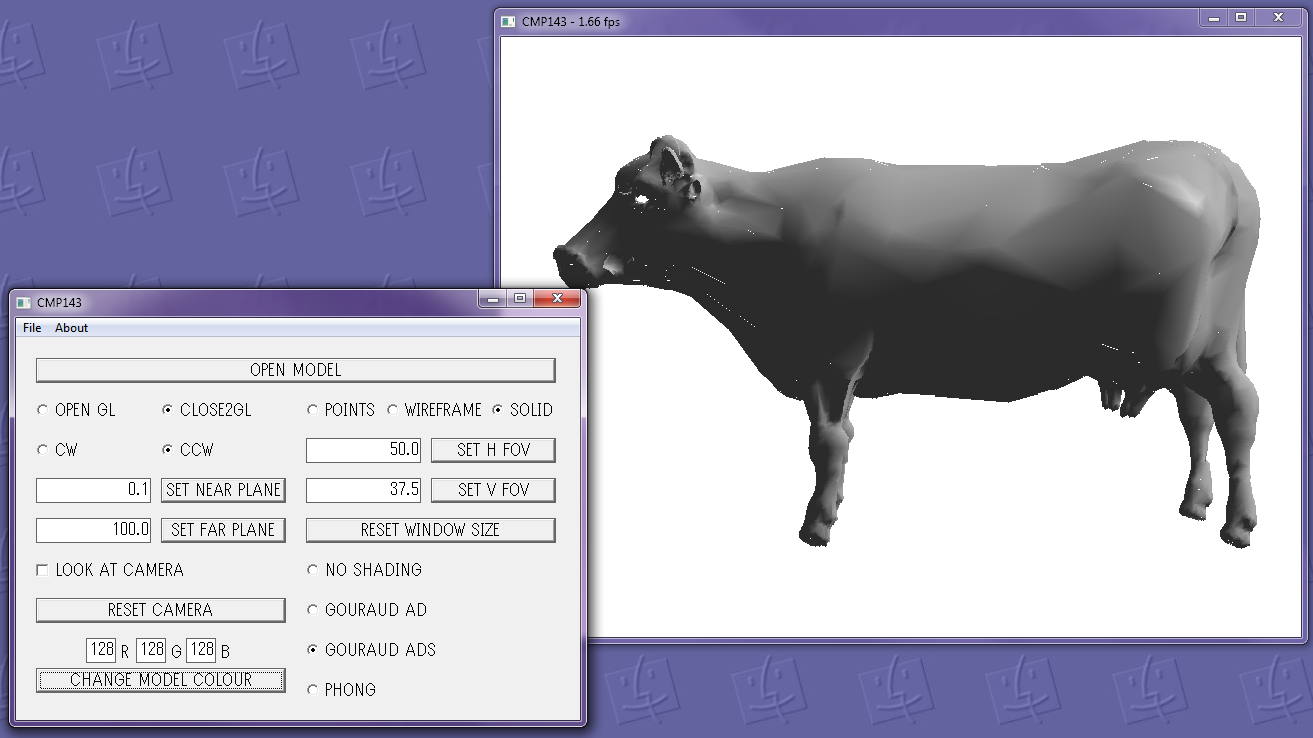 CMP143 - 1.66 fps
CMP143
File About
OPEN MODEL
OPEN GL CLOSE2GL POINTS WIREFRAME SOLID
CW CCW 50.0 SET H FOV
0.1 SET NEAR PLANE 37.5 SET V FOV
100.0 SET FAR PLANE RESET WINDOW SIZE
LOOK AT CAMERA NO SHADING
RESET CAMERA GOURAUD AD
128 R 128 G 128 B GOURAUD ADS
CHANGE MODEL COLOUR PHONG